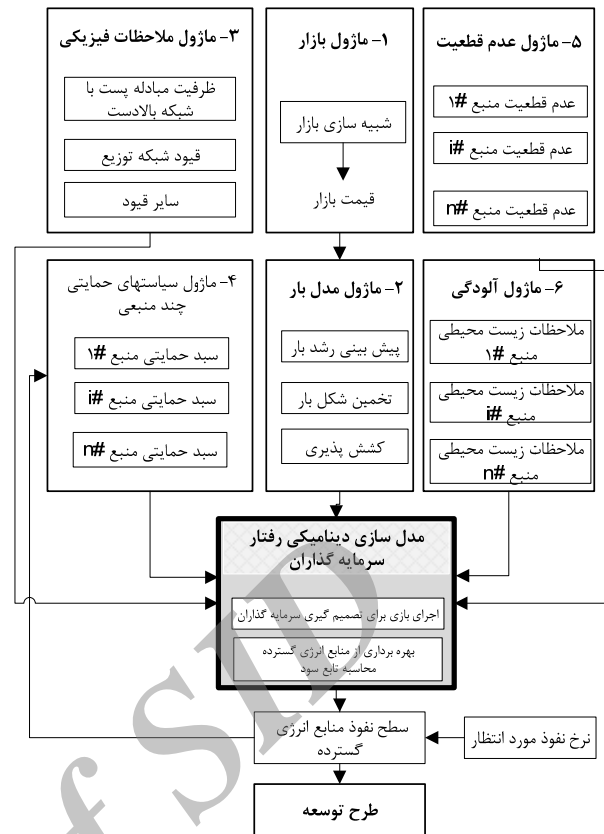 ۳- ماژول ملاحظات فیزیکی
ظرفیت مبادله پست با
شبکه بالادست
قیود شبکه توزیع
سایر قیود
۱- ماژول بازار
شبیه سازی بازار
قیمت بازار
۵- ماژول عدم قطعیت
عدم قطعیت منبع #۱
عدم قطعیت منبع #i
عدم قطعیت منبع #n
۴- ماژول سیاستهای حمایتی
چند منبعی
سبد حمایتی منبع #۱
سبد حمایتی منبع #i
سبد حمایتی منبع #n
۲- ماژول مدل بار
پیش بینی رشد بار
تخمین شکل بار
کشش پذیری
۶- ماژول آلودگی
ملاحظات زیست محیطی
منبع #۱
ملاحظات زیست محیطی
منبع #i
ملاحظات زیست محیطی
منبع #n
مدل سازی دینامیکی رفتار
سرمایه گذاران
اجرای بازی برای تصمیم گیری سرمایه گذاران
بهره برداری از منابع انرژی گسترده
محاسبه تابع سود
سطح نفوذ منابع انرژی
گسترده
نرخ نفوذ مورد انتظار
طرح توسعه
of SID